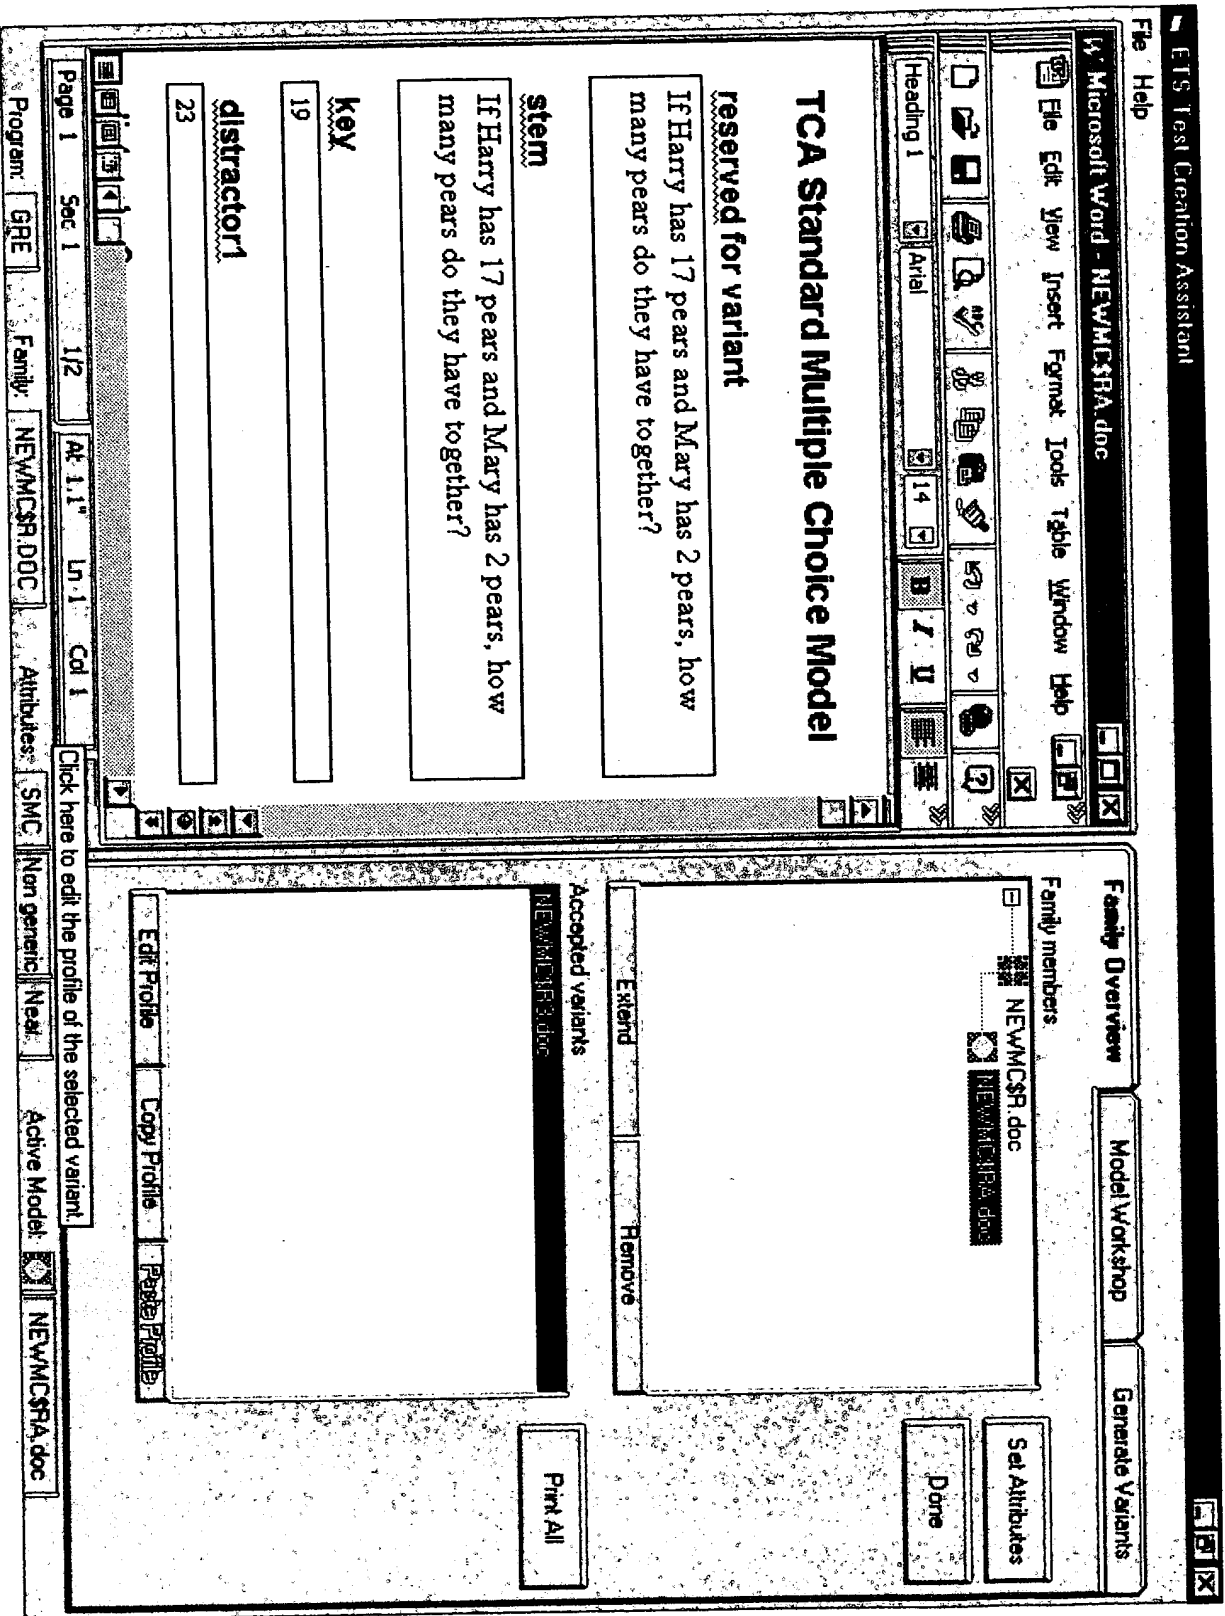 ETS Test Creation Assistant
File Help
Microsoft Word - NEWMC$RA.doc
File Edit View Insert Format Tools Table Window Help
Heading 1 Arial 14 B I U
TCA Standard Multiple Choice Model
reserved for variant
If Harry has 17 pears and Mary has 2 pears, how
many pears do they have together?
stem
If Harry has 17 pears and Mary has 2 pears, how
many pears do they have together?
key
19
distractor1
23
Page 1 Sec 1 1/2 At 1.1" Ln 1 Col 1
Family Overview Model Workshop Generate Variants
Family members
NEWMC$R.doc
Set Attributes
Done
Extend Remove
Accepted variants
Print All
Edit Profile Copy Profile Paste Profile
Click here to edit the profile of the selected variant.
Program: GRE Family: NEWMC$R.DOC Attributes: SMC Non generic Near Active Model: NEWMC$RA.doc